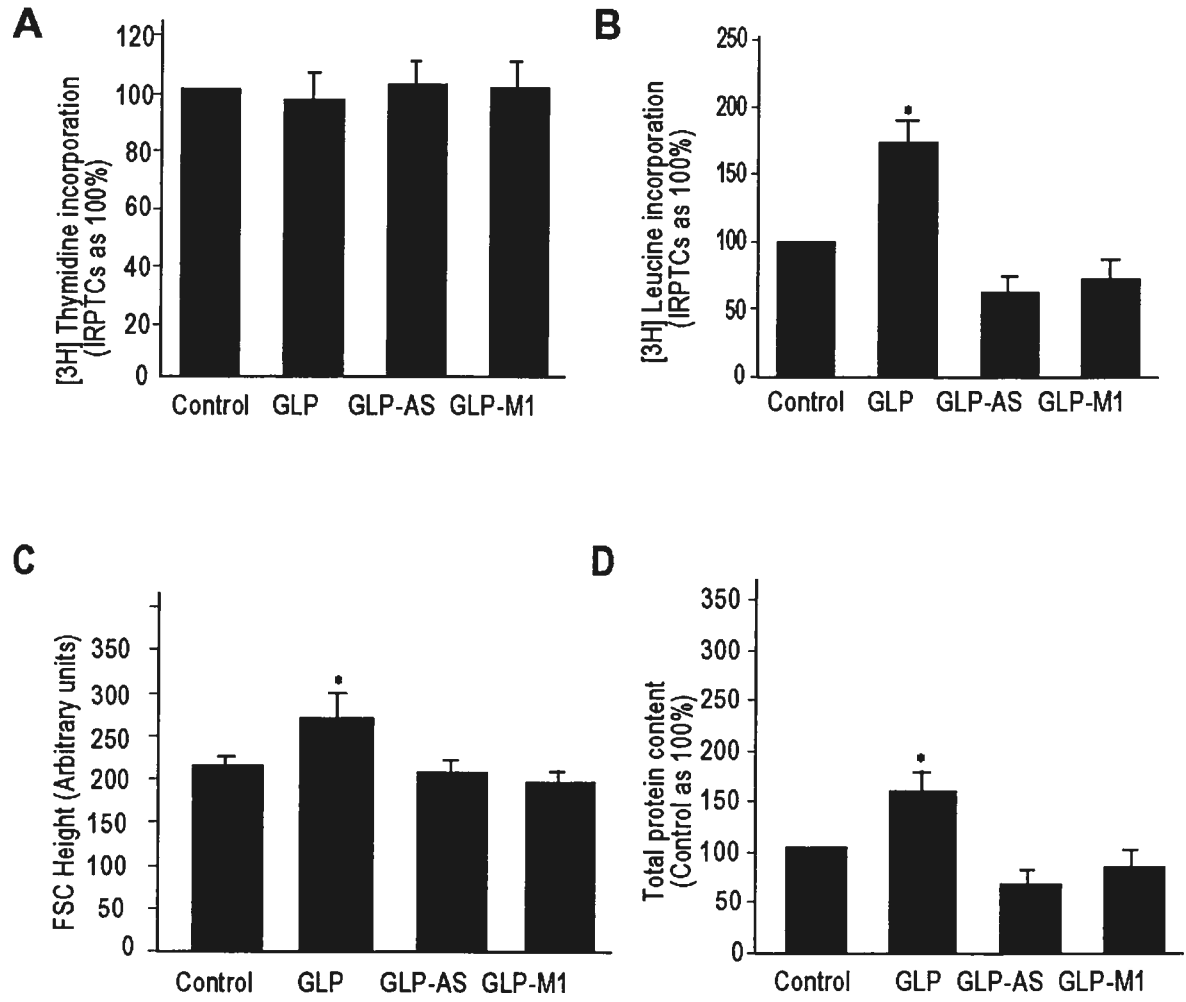 A
[3H] Thymidine incorporation
(IRPTCs as 100%)
120
100
80
60
40
20
0
Control GLP GLP-AS GLP-M1
B
[3H] Leucine incorporation
(IRPTCs as 100%)
250
200
150
100
50
0
*
Control GLP GLP-AS GLP-M1
C
FSC Height (Arbitrary units)
350
300
250
200
150
100
50
0
*
Control GLP GLP-AS GLP-M1
D
Total protein content
(Control as 100%)
350
300
250
200
150
100
50
0
*
Control GLP GLP-AS GLP-M1